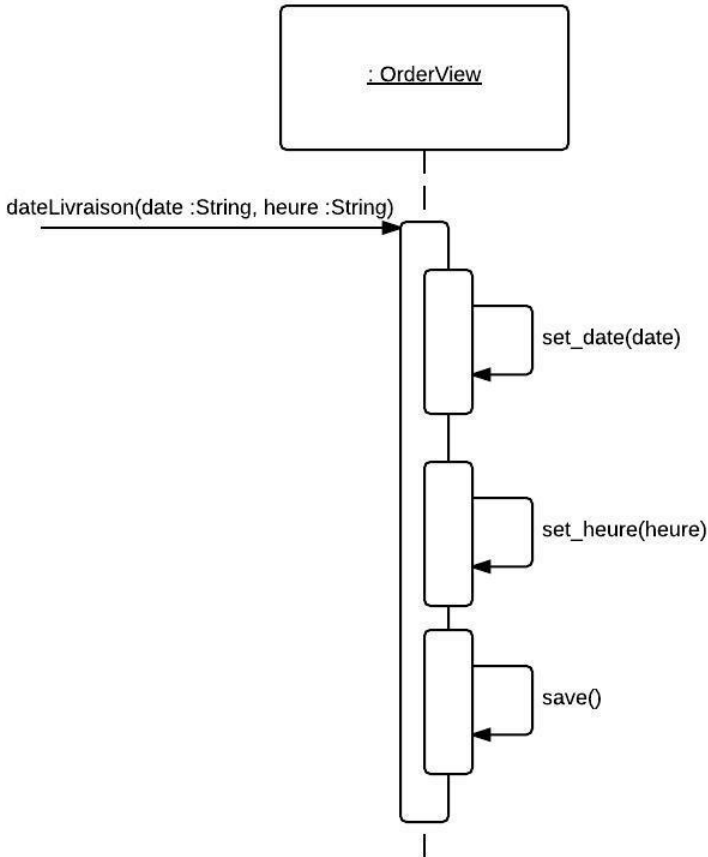 : OrderView
dateLivraison(date :String, heure :String)
set_date(date)
set_heure(heure)
save()